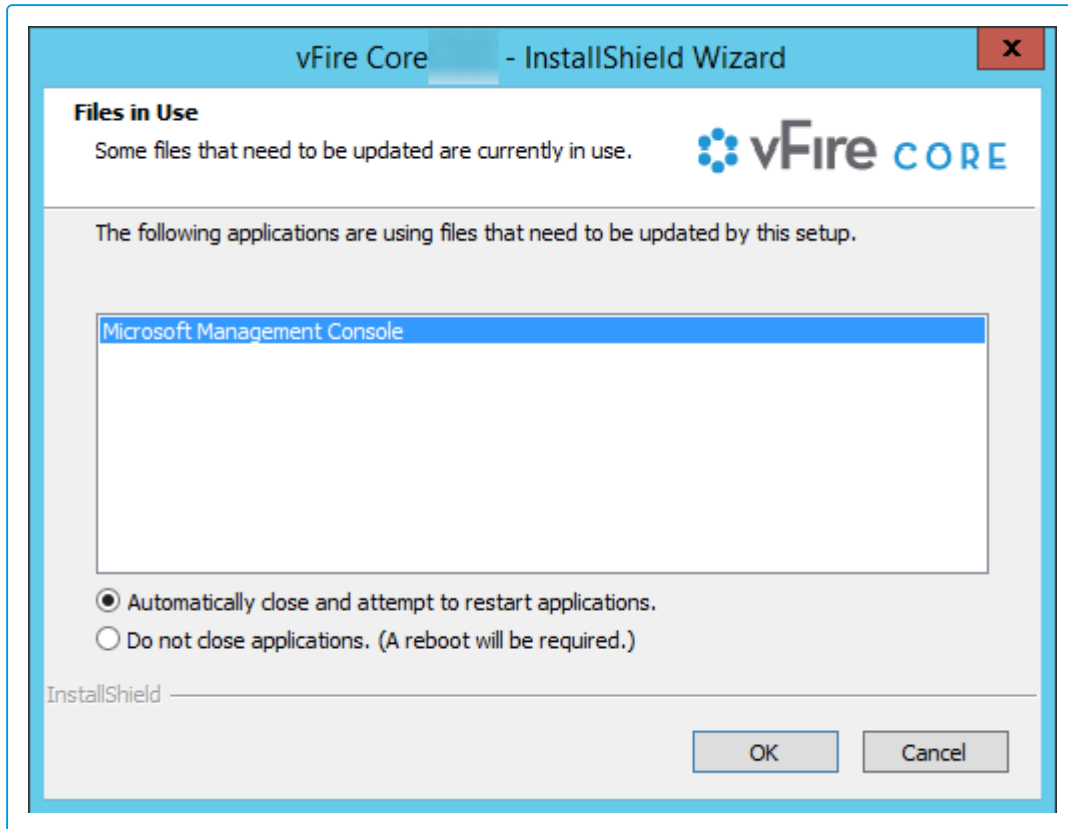 vFire Core - InstallShield Wizard
x
Files in Use
Some files that need to be updated are currently in use.
vFire CORE
The following applications are using files that need to be updated by this setup.
Microsoft Management Console
Automatically close and attempt to restart applications.
Do not close applications. (A reboot will be required.)
InstallShield
OK Cancel